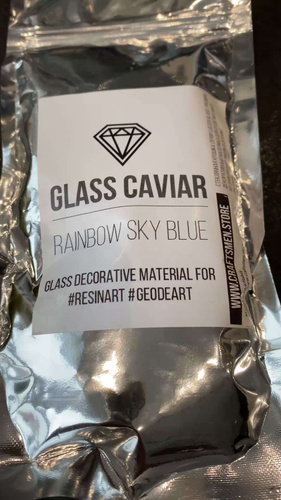 GLASS CAVIAR
RAINBOW SKY BLUE
GLASS DECORATIVE MATERIAL FOR
#RESINART #GEODEART
WWW.CRAFTSMEN.STORE